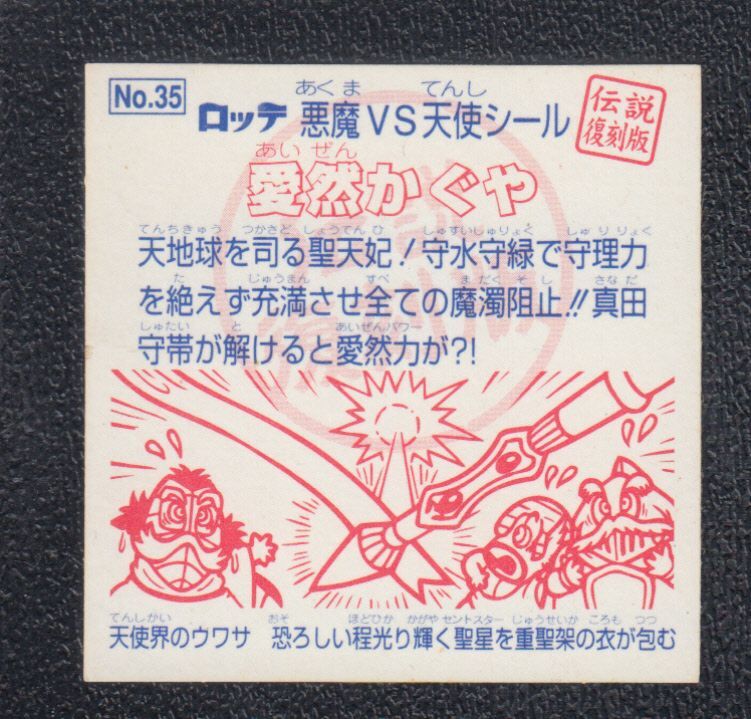 No.35
ロッテ 悪魔VS天使シール
あくま てんし
伝説
復刻版
あいぜん
愛然かぐや
てんちきゅう つかさど しょうてんひ しゅすいしゅりょく しゅりりょく
天地球を司る聖天妃！守水守緑で守理力
た じゅうまん すべ まだくそし さなだ
を絶えず充満させ全ての魔濁阻止!!真田
しゅたい と あいぜんパワー
守帯が解けると愛然力が?!
てんしかい おそ ほどひか かがや セントスター じゅうせいか ころも つつ
天使界のウワサ 恐ろしい程光り輝く聖星を重聖架の衣が包む